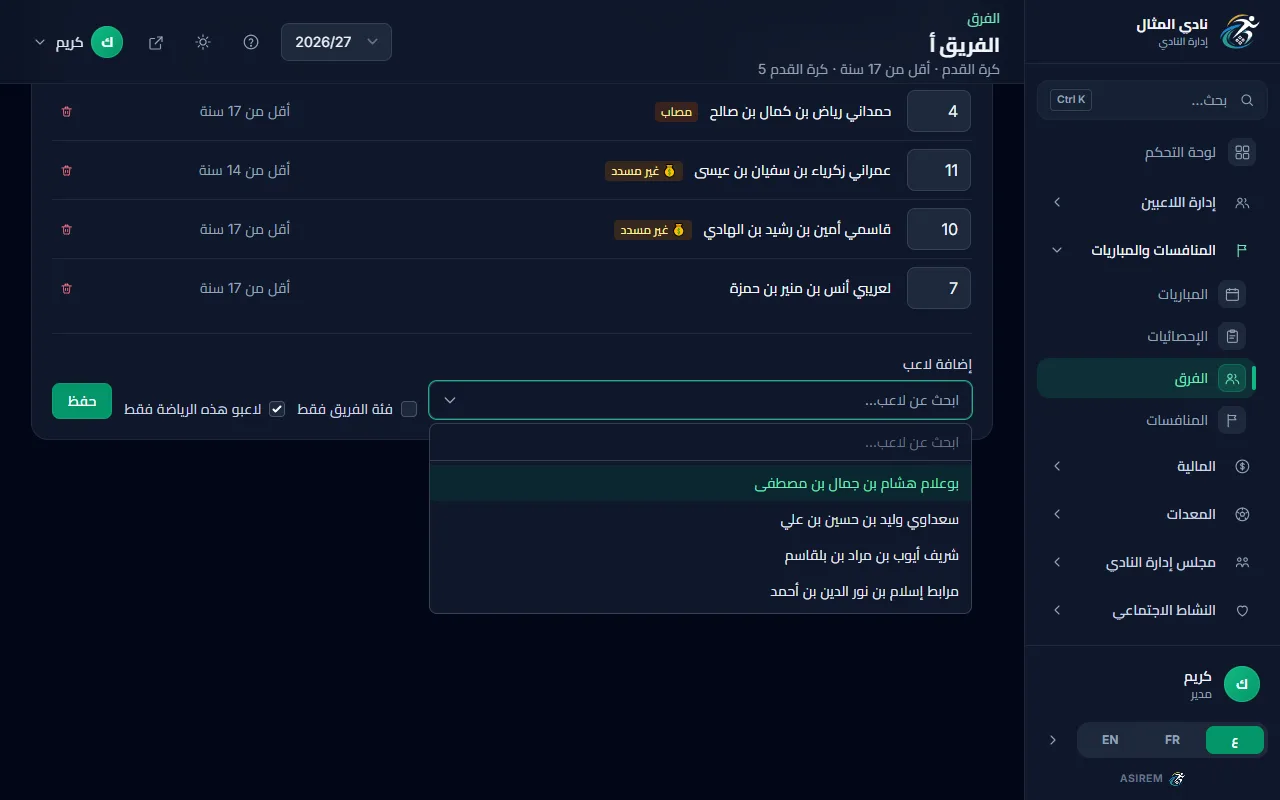 نادي المثال
إدارة النادي
بحث...
Ctrl K
لوحة التحكم
إدارة اللاعبين
المنافسات والمباريات
المباريات
الإحصائيات
الفرق
المنافسات
المالية
المعدات
مجلس إدارة النادي
النشاط الاجتماعي
ك
كريم
مدير
ع
FR
EN
ASIREM
الفرق
الفريق أ
كرة القدم · أقل من 17 سنة · كرة القدم 5
2026/27
ك
كريم
4 حمداني رياض بن كمال بن صالح مصاب أقل من 17 سنة
11 عمراني زكرياء بن سفيان بن عيسى غير مسدد أقل من 14 سنة
10 قاسمي أمين بن رشيد بن الهادي غير مسدد أقل من 17 سنة
7 لعريبي أنس بن منير بن حمزة أقل من 17 سنة
إضافة لاعب
ابحث عن لاعب...
فئة الفريق فقط
لاعبو هذه الرياضة فقط
حفظ
ابحث عن لاعب...
بوعلام هشام بن جمال بن مصطفى
سعداوي وليد بن حسين بن علي
شريف أيوب بن مراد بن بلقاسم
مرابط إسلام بن نور الدين بن أحمد